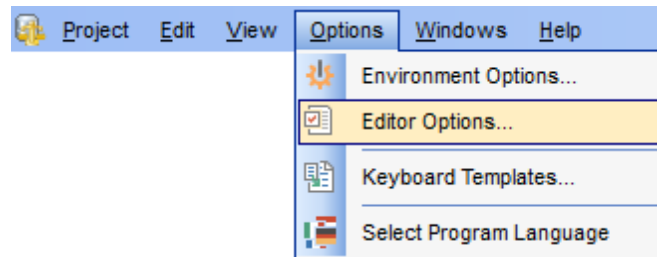 Project Edit View Options Windows Help
Environment Options...
Editor Options...
Keyboard Templates...
Select Program Language